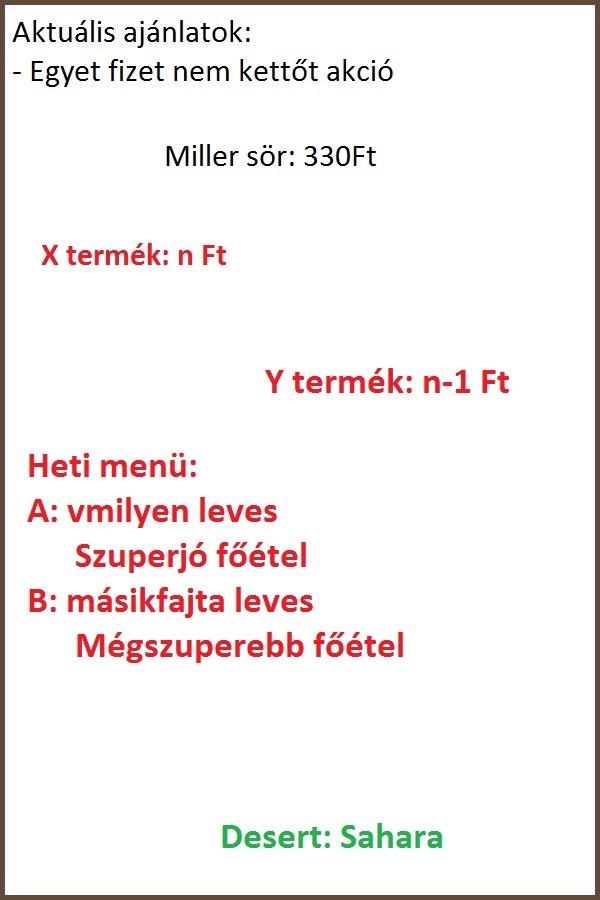 Aktuális ajánlatok:
- Egyet fizet nem kettőt akció
Miller sör: 330Ft
X termék: n Ft
Y termék: n-1 Ft
Heti menü:
A: vmilyen leves
Szuperjó főétel
B: másikfajta leves
Mégszuperebb főétel
Desert: Sahara